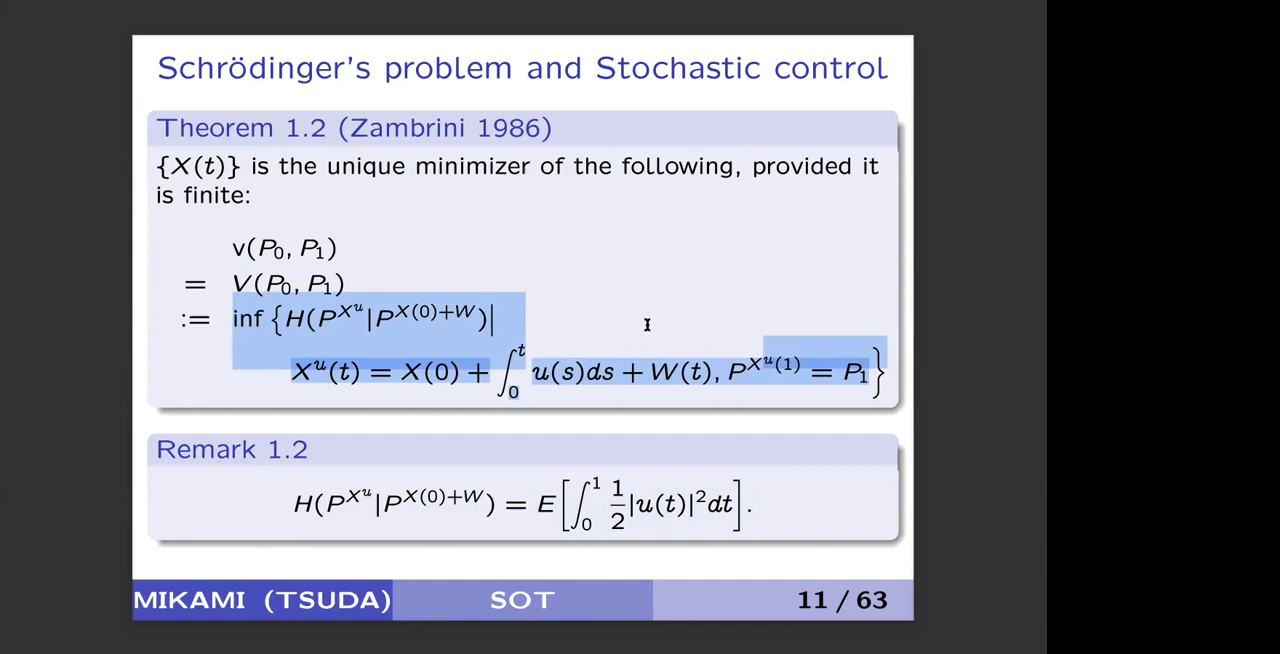 Schrödinger's problem and Stochastic control
Theorem 1.2 (Zambrini 1986)
{X(t)} is the unique minimizer of the following, provided it
is finite:
v(P₀, P₁)
= V(P₀, P₁)
:= inf {H(P^{X^u}|P^{X(0)+W})|
X^u(t) = X(0) + ∫₀^t u(s)ds + W(t), P^{X^u(1)} = P₁}
Remark 1.2
H(P^{X^u}|P^{X(0)+W}) = E[∫₀¹ ½|u(t)|²dt].
MIKAMI (TSUDA) SOT 11 / 63